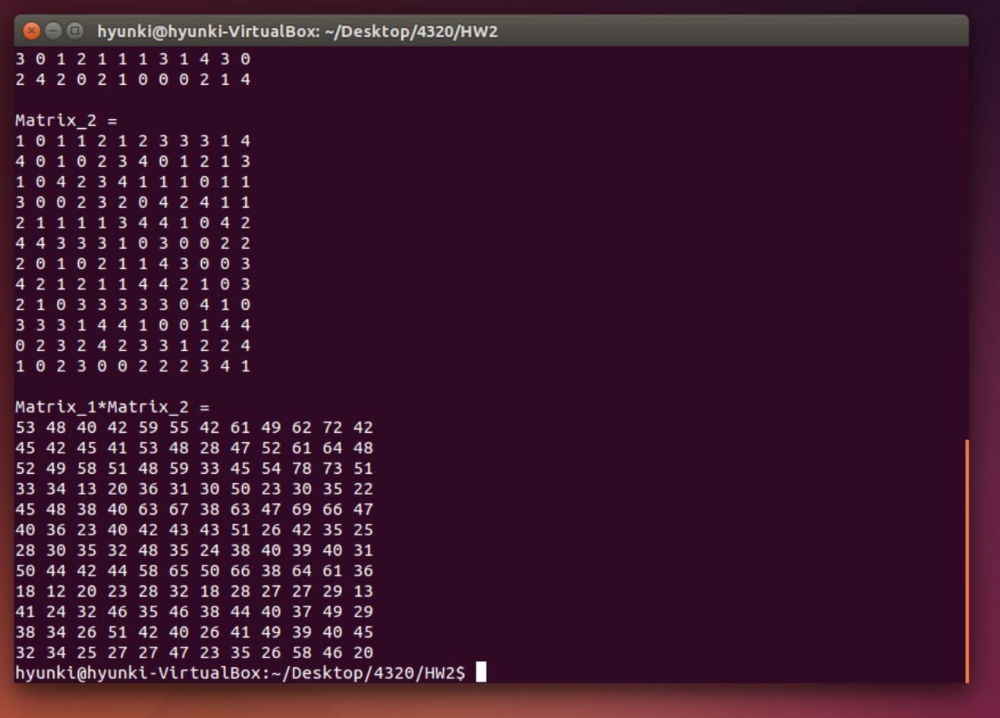 hyunki@hyunki-VirtualBox: ~/Desktop/4320/HW2
3 0 1 2 1 1 1 3 1 4 3 0
2 4 2 0 2 1 0 0 0 2 1 4
Matrix_2 =
1 0 1 1 2 1 2 3 3 3 1 4
4 0 1 0 2 3 4 0 1 2 1 3
1 0 4 2 3 4 1 1 1 0 1 1
3 0 0 2 3 2 0 4 2 4 1 1
2 1 1 1 1 3 4 4 1 0 4 2
4 4 3 3 3 1 0 3 0 0 2 2
2 0 1 0 2 1 1 4 3 0 0 3
4 2 1 2 1 1 4 4 2 1 0 3
2 1 0 3 3 3 3 3 0 4 1 0
3 3 3 1 4 4 1 0 0 1 4 4
0 2 3 2 4 2 3 3 1 2 2 4
1 0 2 3 0 0 2 2 2 3 4 1
Matrix_1*Matrix_2 =
53 48 40 42 59 55 42 61 49 62 72 42
45 42 45 41 53 48 28 47 52 61 64 48
52 49 58 51 48 59 33 45 54 78 73 51
33 34 13 20 36 31 30 50 23 30 35 22
45 48 38 40 63 67 38 63 47 69 66 47
40 36 23 40 42 43 43 51 26 42 35 25
28 30 35 32 48 35 24 38 40 39 40 31
50 44 42 44 58 65 50 66 38 64 61 36
18 12 20 23 28 32 18 28 27 27 29 13
41 24 32 46 35 46 38 44 40 37 49 29
38 34 26 51 42 40 26 41 49 39 40 45
32 34 25 27 27 47 23 35 26 58 46 20
hyunki@hyunki-VirtualBox:~/Desktop/4320/HW2$